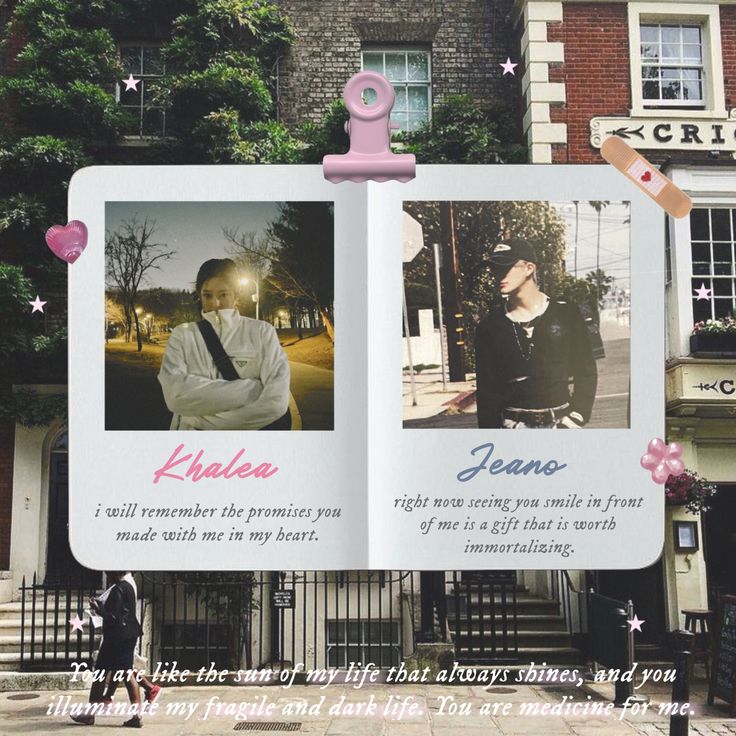 CRI
C
Khalea
Jeano
i will remember the promises you
made with me in my heart.
right now seeing you smile in front
of me is a gift that is worth
immortalizing.
You are like the sun of my life that always shines, and you
illuminate my fragile and dark life. You are medicine for me.